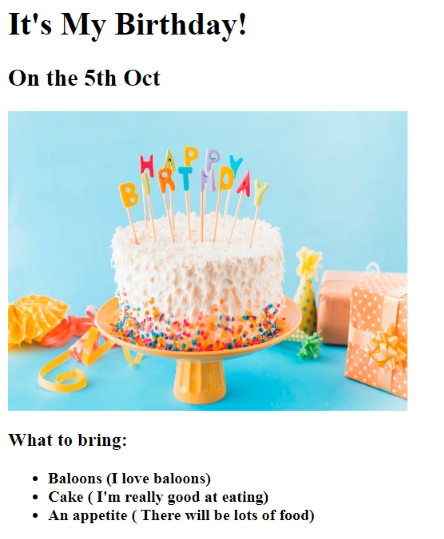 It's My Birthday!
On the 5th Oct
HAPPY
BIRTHDAY
What to bring:
Baloons (I love baloons)
Cake ( I'm really good at eating)
An appetite ( There will be lots of food)